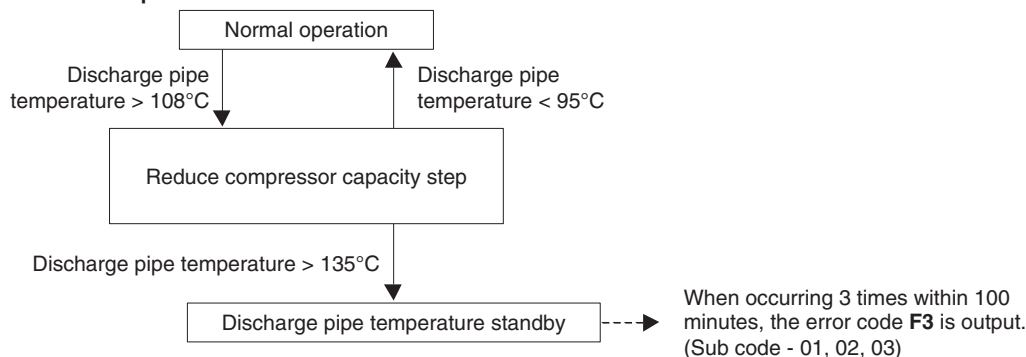 Normal operation
Discharge pipe
temperature > 108°C
Discharge pipe
temperature < 95°C
Reduce compressor capacity step
Discharge pipe temperature > 135°C
Discharge pipe temperature standby
When occurring 3 times within 100
minutes, the error code F3 is output.
(Sub code - 01, 02, 03)